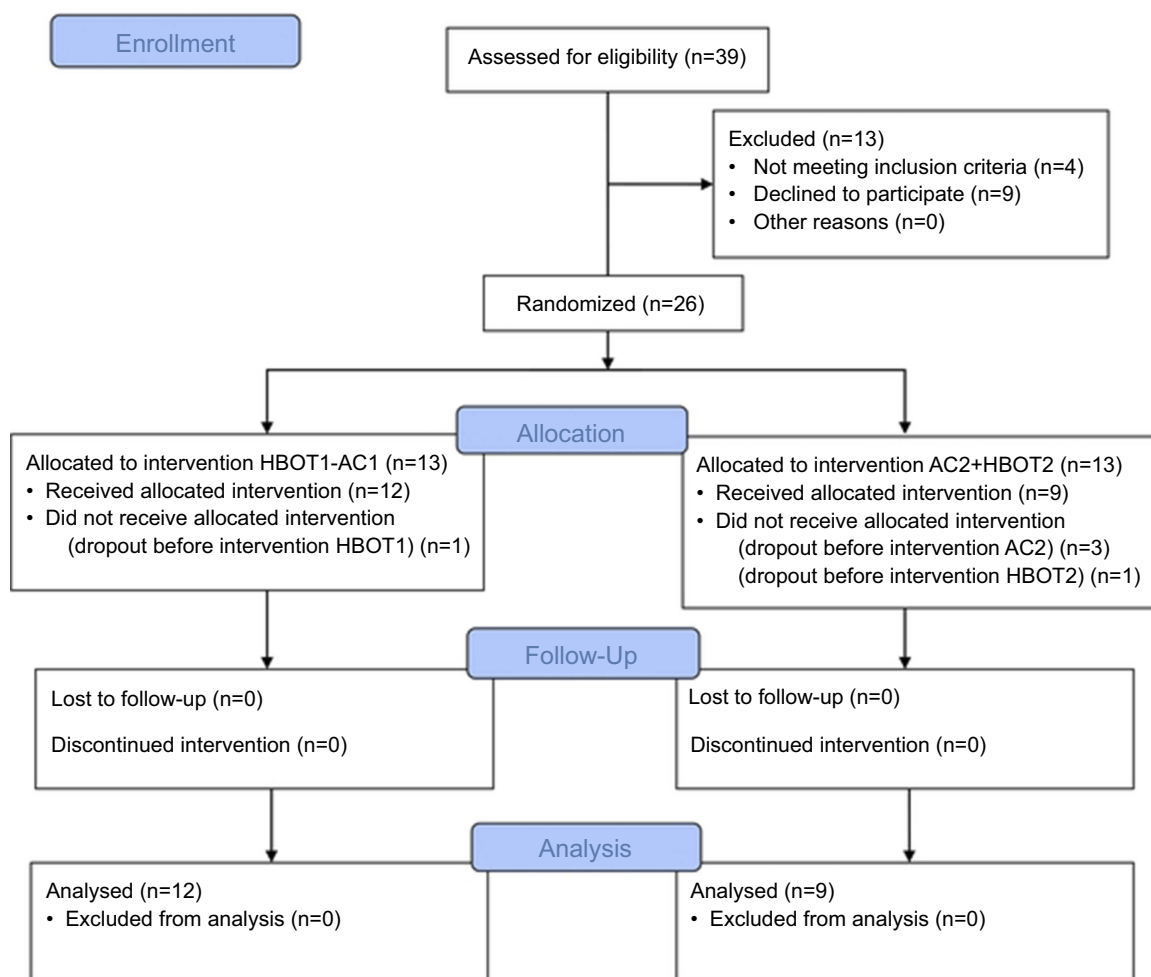 Enrollment
Assessed for eligibility (n=39)
Excluded (n=13)
• Not meeting inclusion criteria (n=4)
• Declined to participate (n=9)
• Other reasons (n=0)
Randomized (n=26)
Allocation
Allocated to intervention HBOT1-AC1 (n=13)
• Received allocated intervention (n=12)
• Did not receive allocated intervention
(dropout before intervention HBOT1) (n=1)
Allocated to intervention AC2+HBOT2 (n=13)
• Received allocated intervention (n=9)
• Did not receive allocated intervention
(dropout before intervention AC2) (n=3)
(dropout before intervention HBOT2) (n=1)
Follow-Up
Lost to follow-up (n=0)
Discontinued intervention (n=0)
Lost to follow-up (n=0)
Discontinued intervention (n=0)
Analysis
Analysed (n=12)
• Excluded from analysis (n=0)
Analysed (n=9)
• Excluded from analysis (n=0)